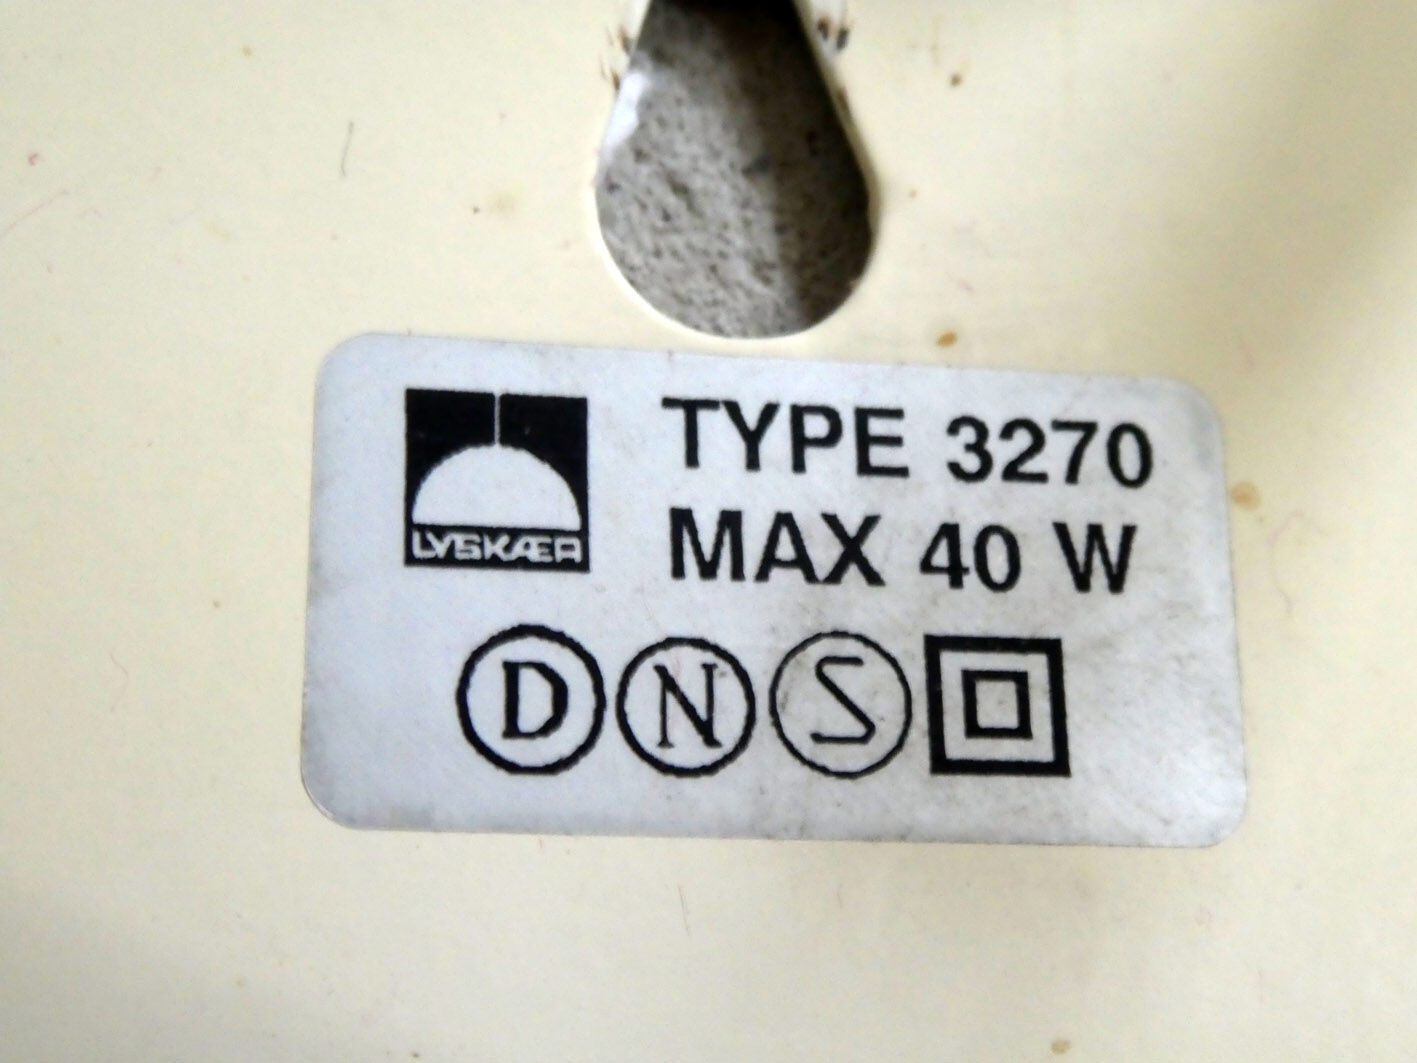 LYSKÆR
TYPE 3270
MAX 40 W
D N S